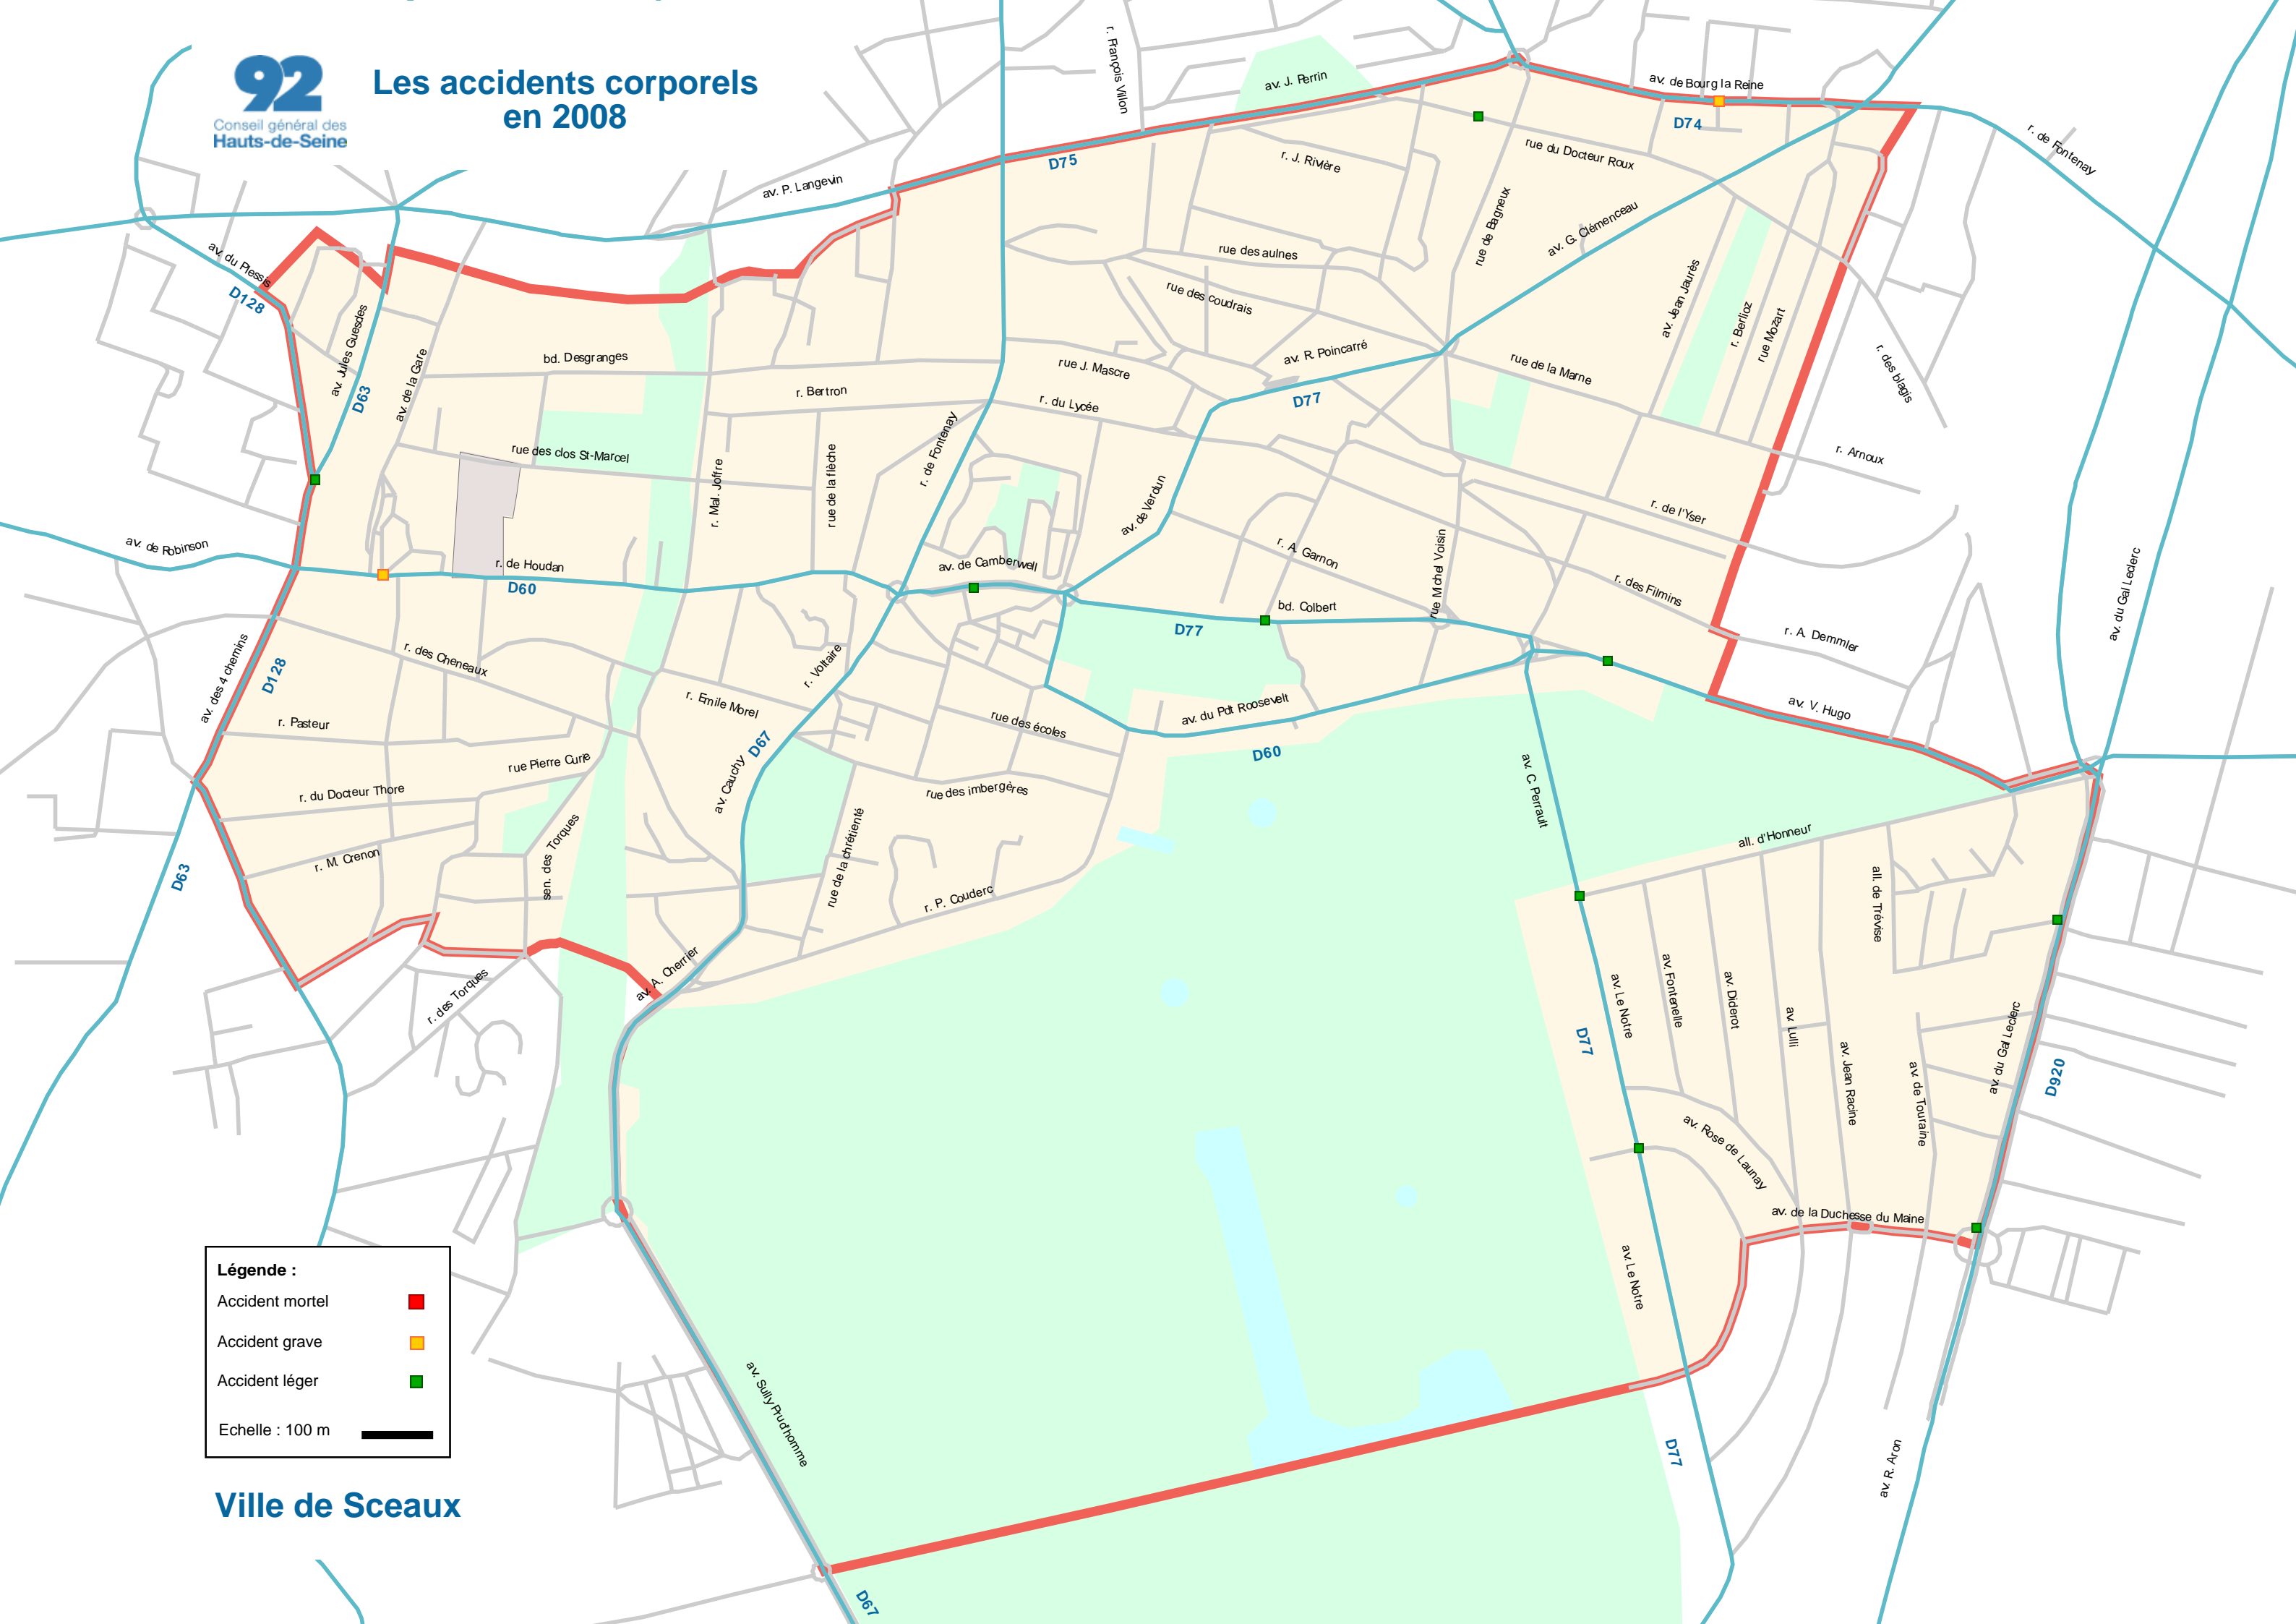 92
Conseil général des
Hauts-de-Seine
Les accidents corporels
en 2008
r. François Villon
av. J. Perrin
av. de Bourg la Reine
D74
r. de Fontenay
D75
av. P. Langevin
r. J. Rivière
rue du Docteur Roux
rue de Bagneux
av. G. Clémenceau
av. du Plessis
D128
rue des aulnes
rue des coudrais
av. Jean Jaurès
r. Berlioz
rue Mozart
av. Jules Guesdes
D63
av. de la Gare
bd. Desgranges
r. Bertron
rue J. Mascre
av. R. Poincarré
rue de la Marne
r. des blagis
r. du Lycée
D77
r. de Fontenay
rue des clos St-Marcel
r. Mal. Joffre
rue de la flèche
av. de Verdun
r. Arnoux
r. de l'Yser
av. de Robinson
r. de Houdan
D60
av. de Camberwell
r. A. Garnon
rue Michel Voisin
r. des Filmins
bd. Colbert
D77
r. A. Demmler
av. du Gal Lederc
av. des 4 chemins
D128
r. des Cheneaux
r. Voltaire
r. Emile Morel
r. Pasteur
rue des écoles
av. du Pdt Roosevelt
D60
av. V. Hugo
D67
rue Pierre Curie
av. Cauchy
r. du Docteur Thore
rue des imbergères
av. C. Perrault
all. d'Honneur
r. M. Crenon
sen. des Torques
rue de la chrétienté
r. P. Couderc
D63
all. de Trévise
av. A. Cherrier
r. des Torques
av. Le Notre
av. Fontenelle
av. Diderot
av. Lulli
av. Jean Racine
av. de Touraine
av. du Gal Leclerc
D77
D920
av. Rose de Launay
av. de la Duchesse du Maine
av. Le Notre
Légende :
Accident mortel
Accident grave
Accident léger
Echelle : 100 m
av. Sully Prud'homme
D77
av. R. Aron
Ville de Sceaux
D67